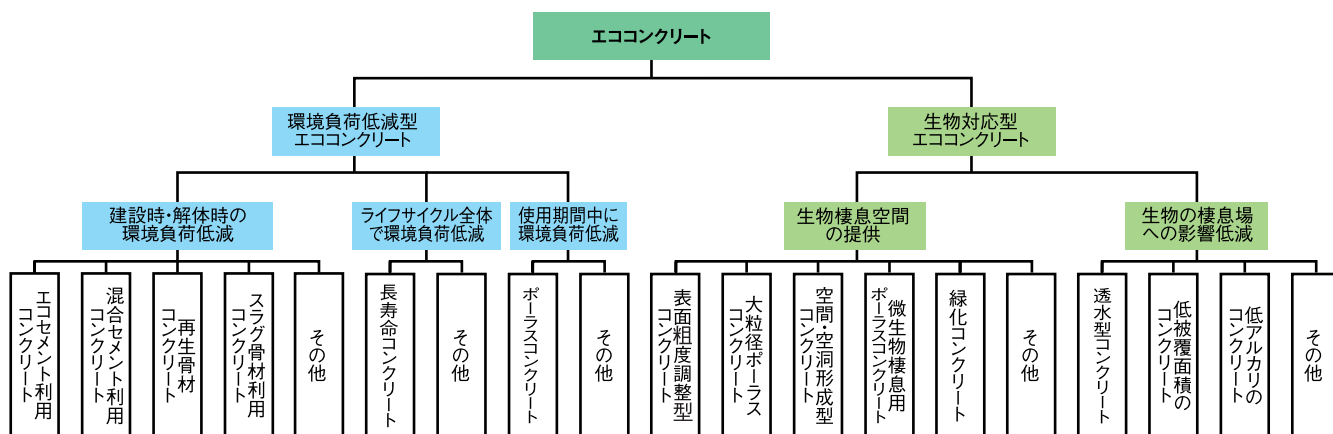 エココンクリート
環境負荷低減型
エココンクリート
生物対応型
エココンクリート
建設時・解体時の
環境負荷低減
ライフサイクル全体
で環境負荷低減
使用期間中に
環境負荷低減
生物棲息空間
の提供
生物の棲息場
への影響低減
エコセメント利用
コンクリート
混合セメント利用
コンクリート
再生骨材
コンクリート
スラグ骨材利用
コンクリート
その他
長寿命コンクリート
その他
ポーラスコンクリート
その他
表面粗度調整型
コンクリート
大粒径ポーラス
コンクリート
空間・空洞形成型
コンクリート
微生物棲息用
ポーラスコンクリート
緑化コンクリート
その他
透水型コンクリート
低被覆面積の
コンクリート
低アルカリの
コンクリート
その他